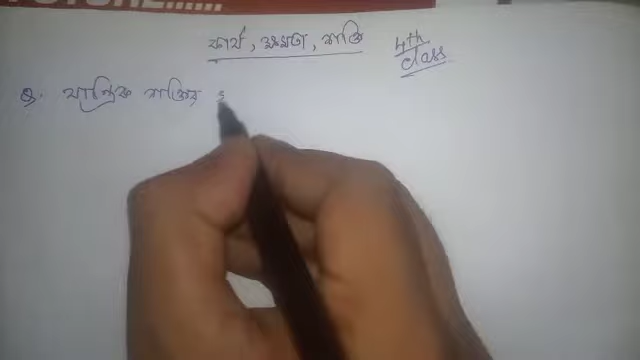 কার্য, ক্ষমতা, শক্তি
4th
class
Q. যান্ত্রিক শক্তির